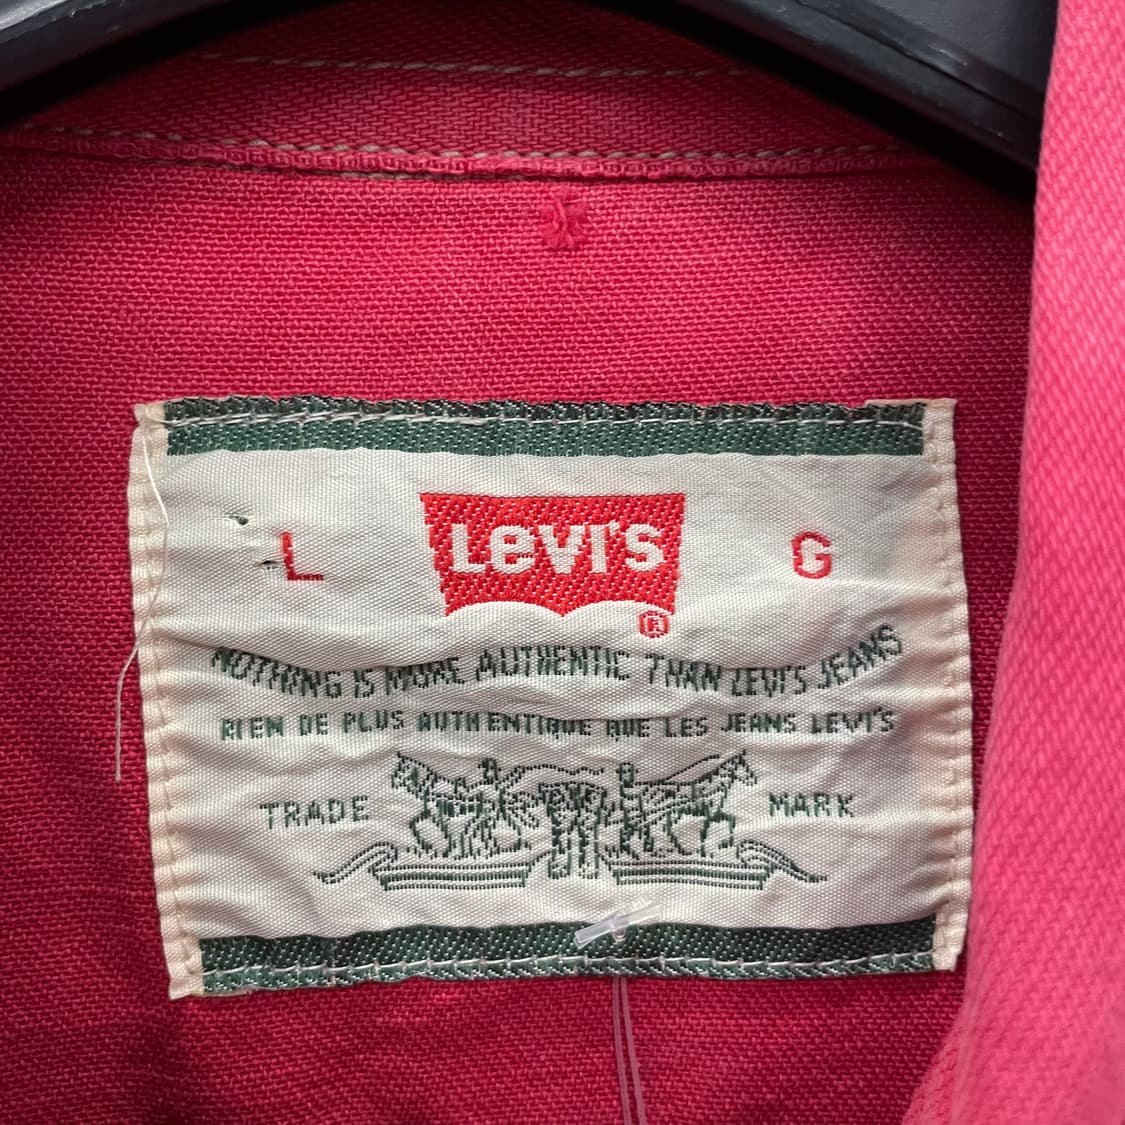 L Levi's G
®
NOTHING IS MORE AUTHENTIC THAN LEVI'S JEANS
RIEN DE PLUS AUTHENTIQUE QUE LES JEANS LEVI'S
TRADE MARK